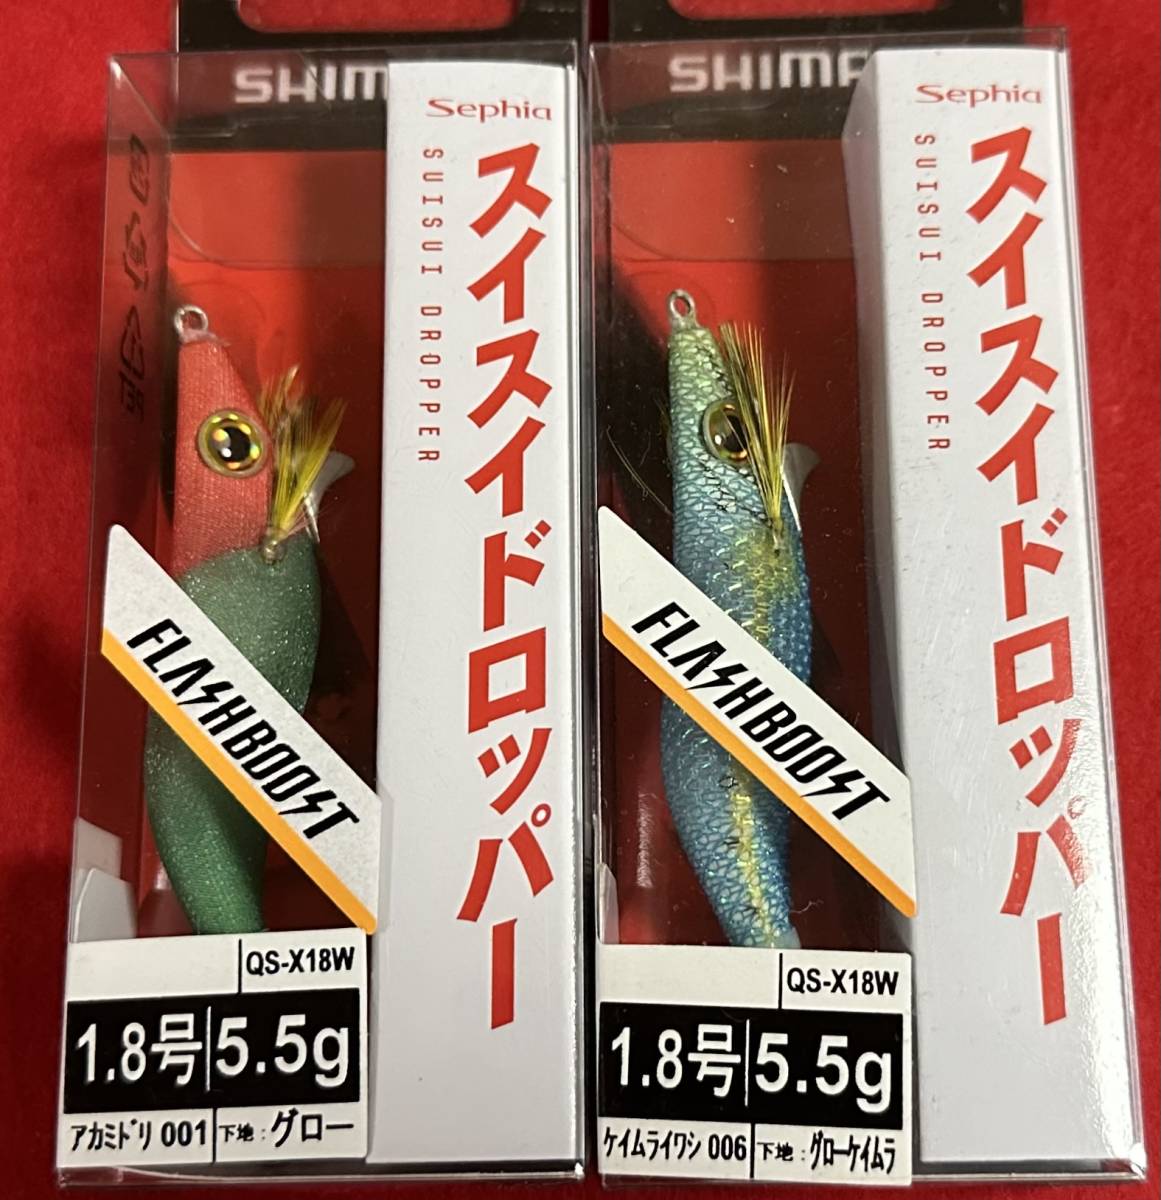 SHIMA
Sephia
スイスイドロッパー
SUISUI DROPPER
FLASHBOOST
QS-X18W
1.8号 5.5g
アカミドリ 001 下地:グロー
SHIMA
Sephia
スイスイドロッパー
SUISUI DROPPER
FLASHBOOST
QS-X18W
1.8号 5.5g
ケイムライワシ 006 下地:グローケイムラ